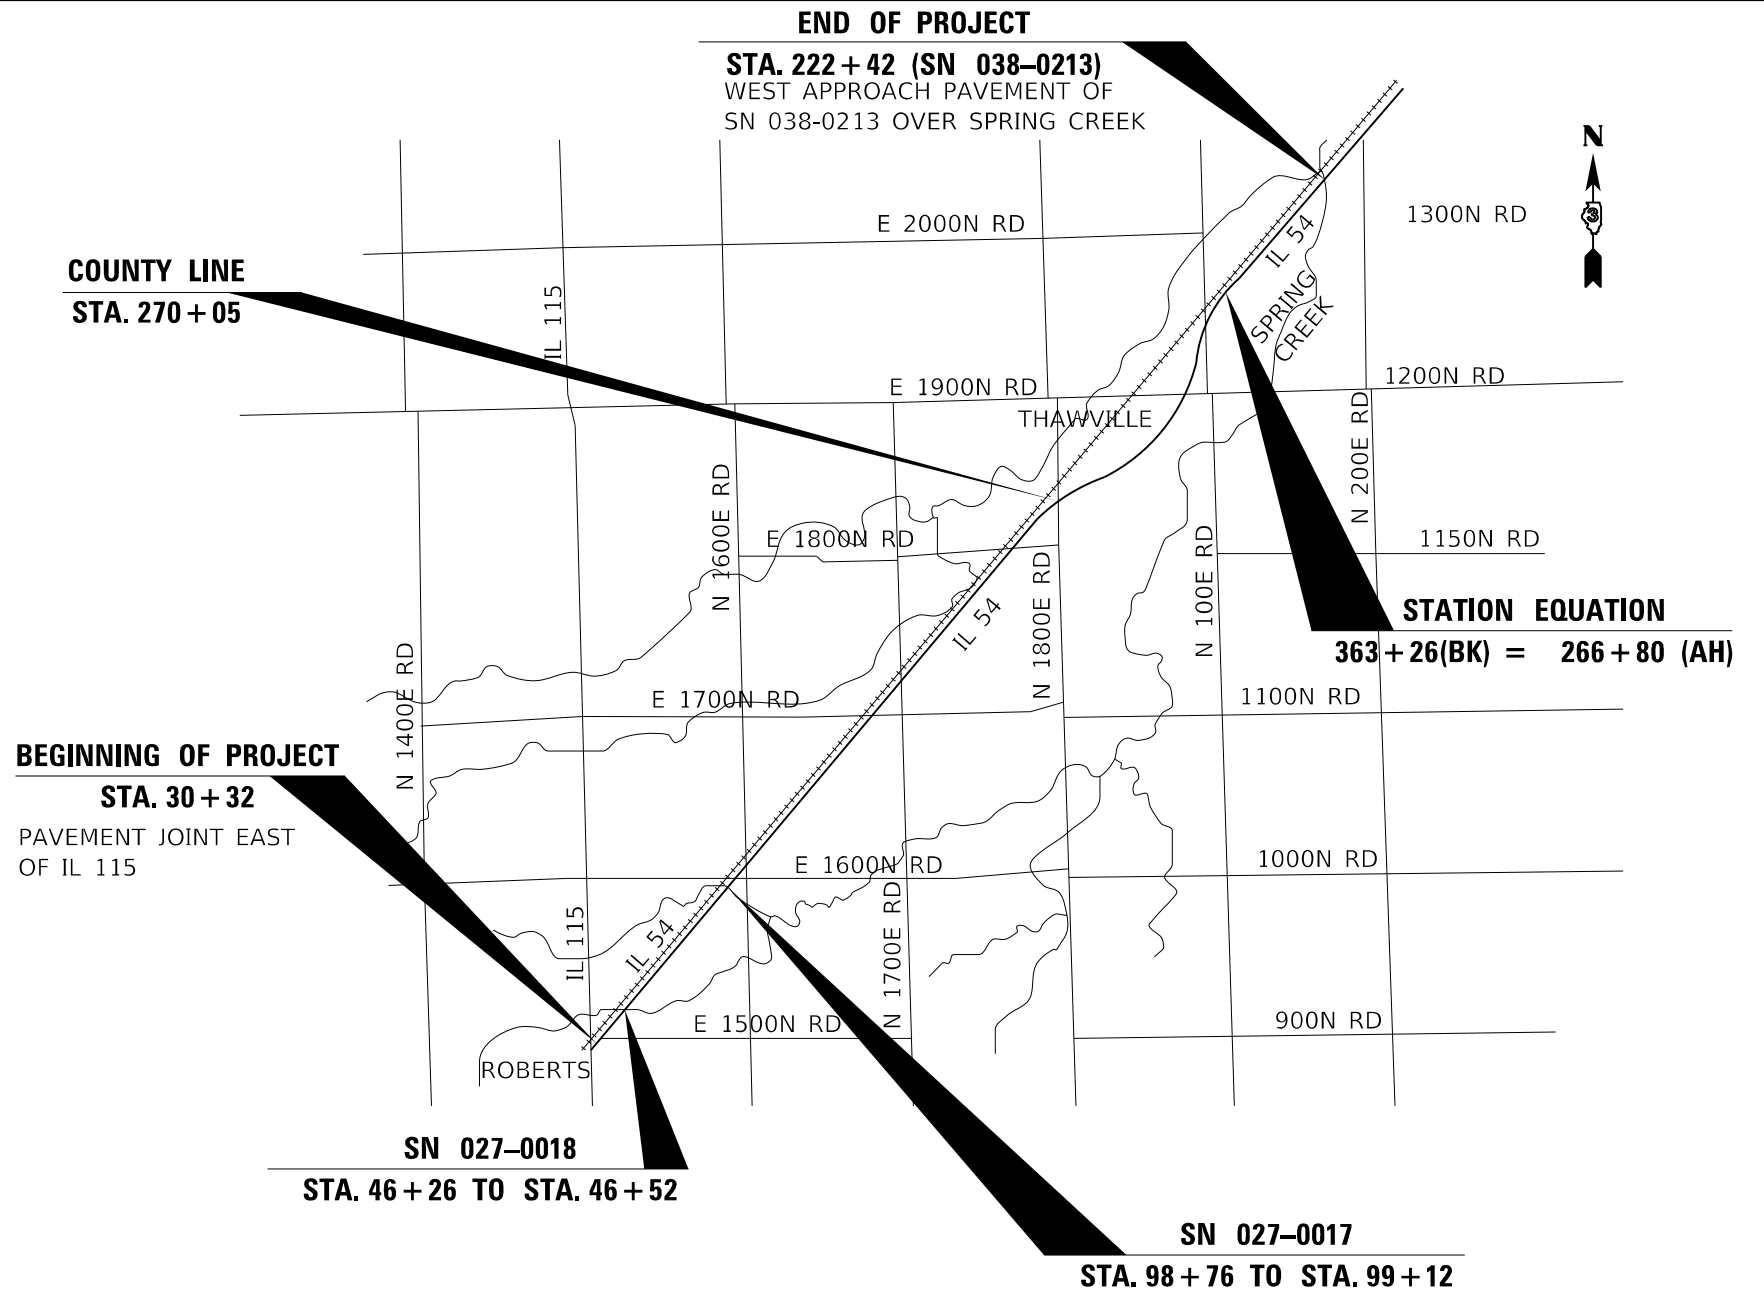 END OF PROJECT
STA. 222+42 (SN 038–0213)
WEST APPROACH PAVEMENT OF
SN 038-0213 OVER SPRING CREEK
N
3
E 2000N RD
1300N RD
IL 54
COUNTY LINE
STA. 270+05
IL 115
SPRING
CREEK
E 1900N RD
1200N RD
THAWVILLE
N 200E RD
N 1600E RD
E 1800N RD
1150N RD
N 100E RD
N 1800E RD
IL 54
STATION EQUATION
363+26(BK) = 266+80 (AH)
N 1400E RD
E 1700N RD
1100N RD
BEGINNING OF PROJECT
STA. 30+32
PAVEMENT JOINT EAST
OF IL 115
E 1600N RD
1000N RD
IL 115
IL 54
N 1700E RD
E 1500N RD
900N RD
ROBERTS
SN 027–0018
STA. 46+26 TO STA. 46+52
SN 027–0017
STA. 98+76 TO STA. 99+12